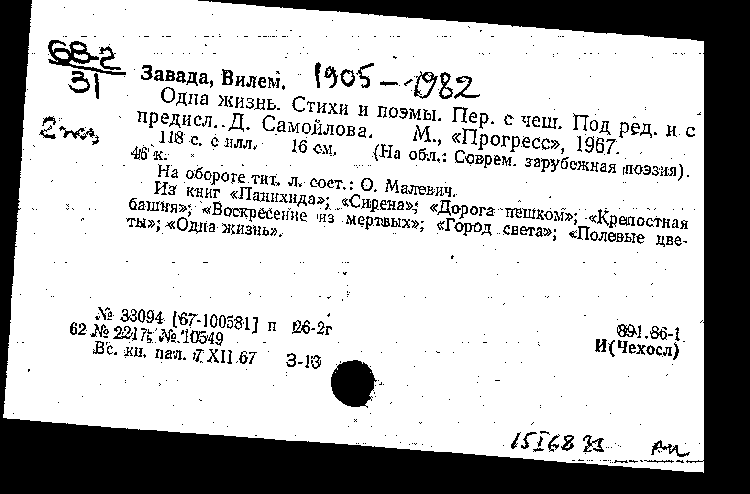 68-2
31
Завада, Вилем. 1905 – 1982
Одна жизнь. Стихи и поэмы. Пер. с чеш. Под ред. и с
2 экз
предисл. Д. Самойлова. М., «Прогресс», 1967.
118 с. с илл. 16 см. (На обл.: Соврем. зарубежная поэзия).
46 к.
На обороте тит. л. сост.: О. Малевич.
Из книг «Панихида»; «Сирена»; «Дорога пешком»; «Крепостная
башня»; «Воскресение из мертвых»; «Город света»; «Полевые цве-
ты»; «Одна жизнь».
№ 33094 [67-100581] п 26-2г
891.86-1
62 № 2217; № 10549
И(Чехосл)
Вс. кн. пал. 7 XII 67 З-13
15I68